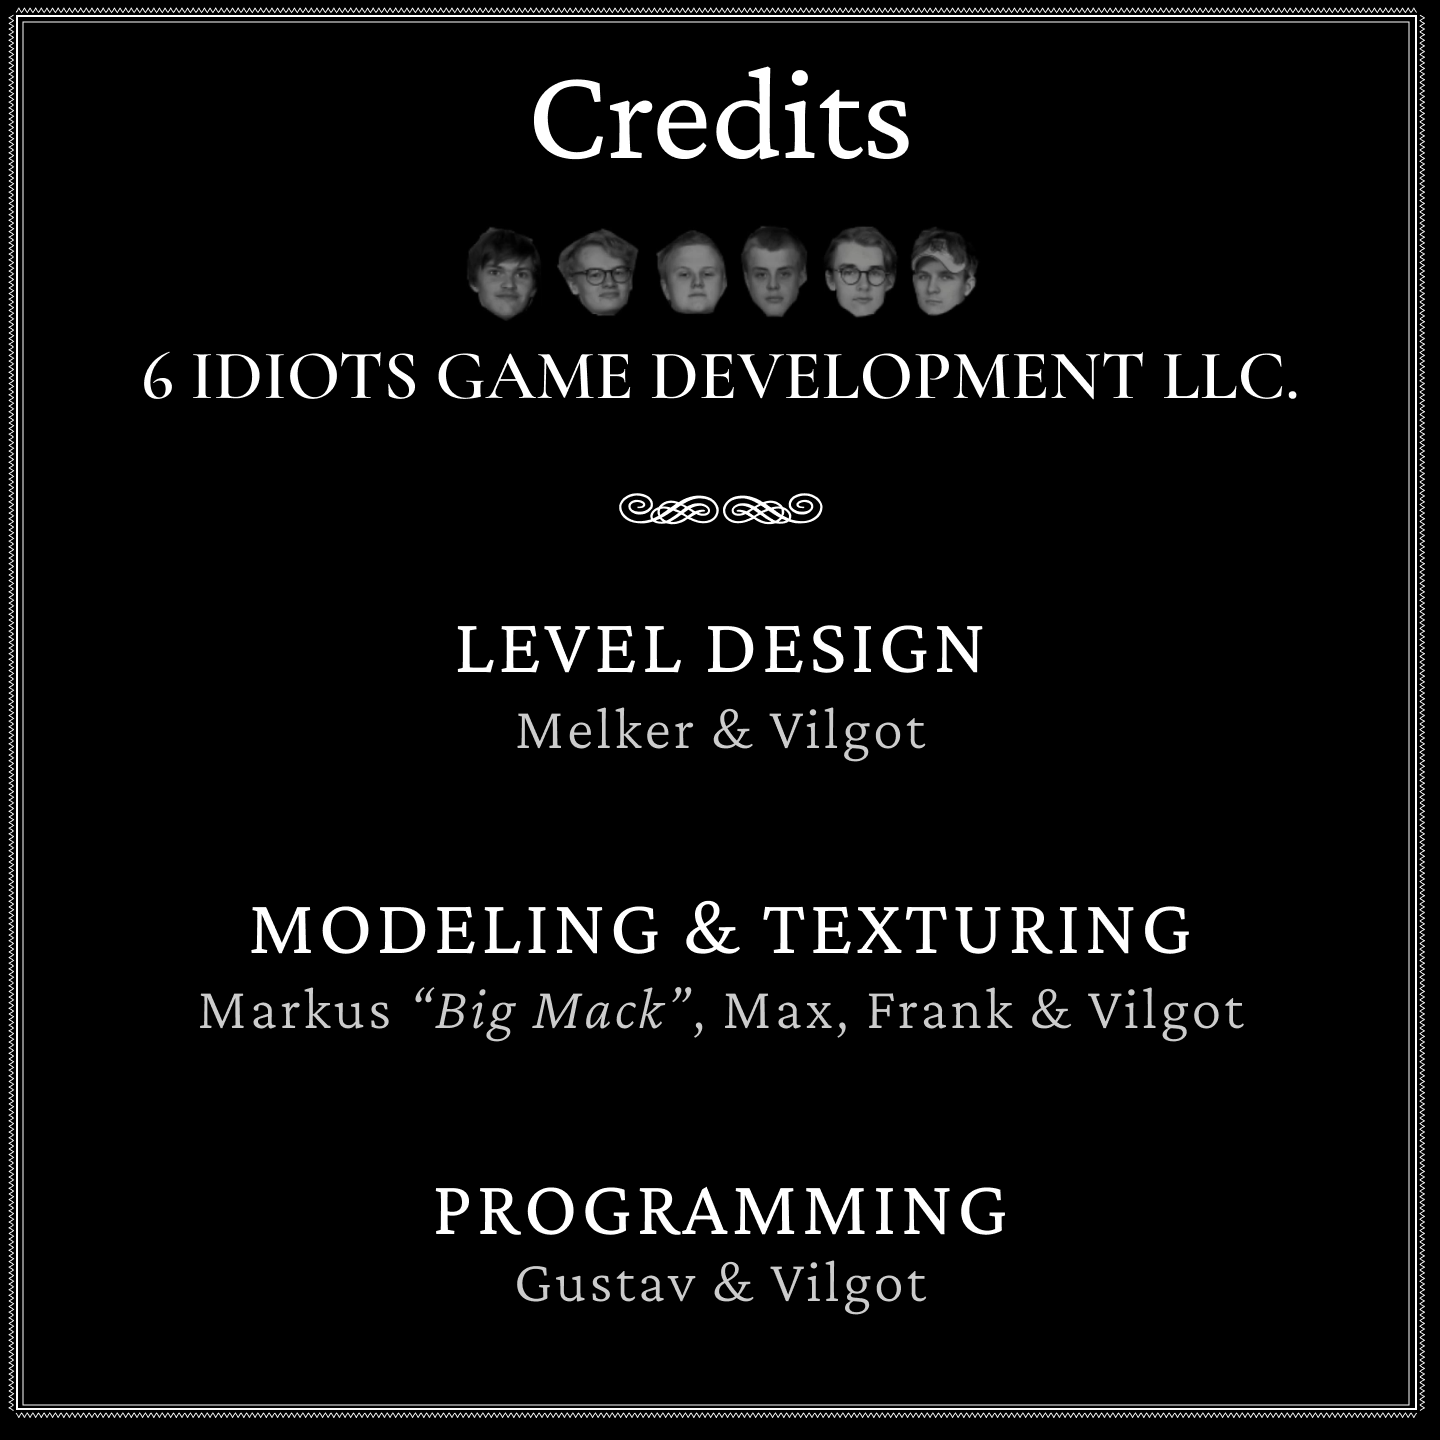 Credits
6 IDIOTS GAME DEVELOPMENT LLC.
LEVEL DESIGN
Melker & Vilgot
MODELING & TEXTURING
Markus “Big Mack”, Max, Frank & Vilgot
PROGRAMMING
Gustav & Vilgot